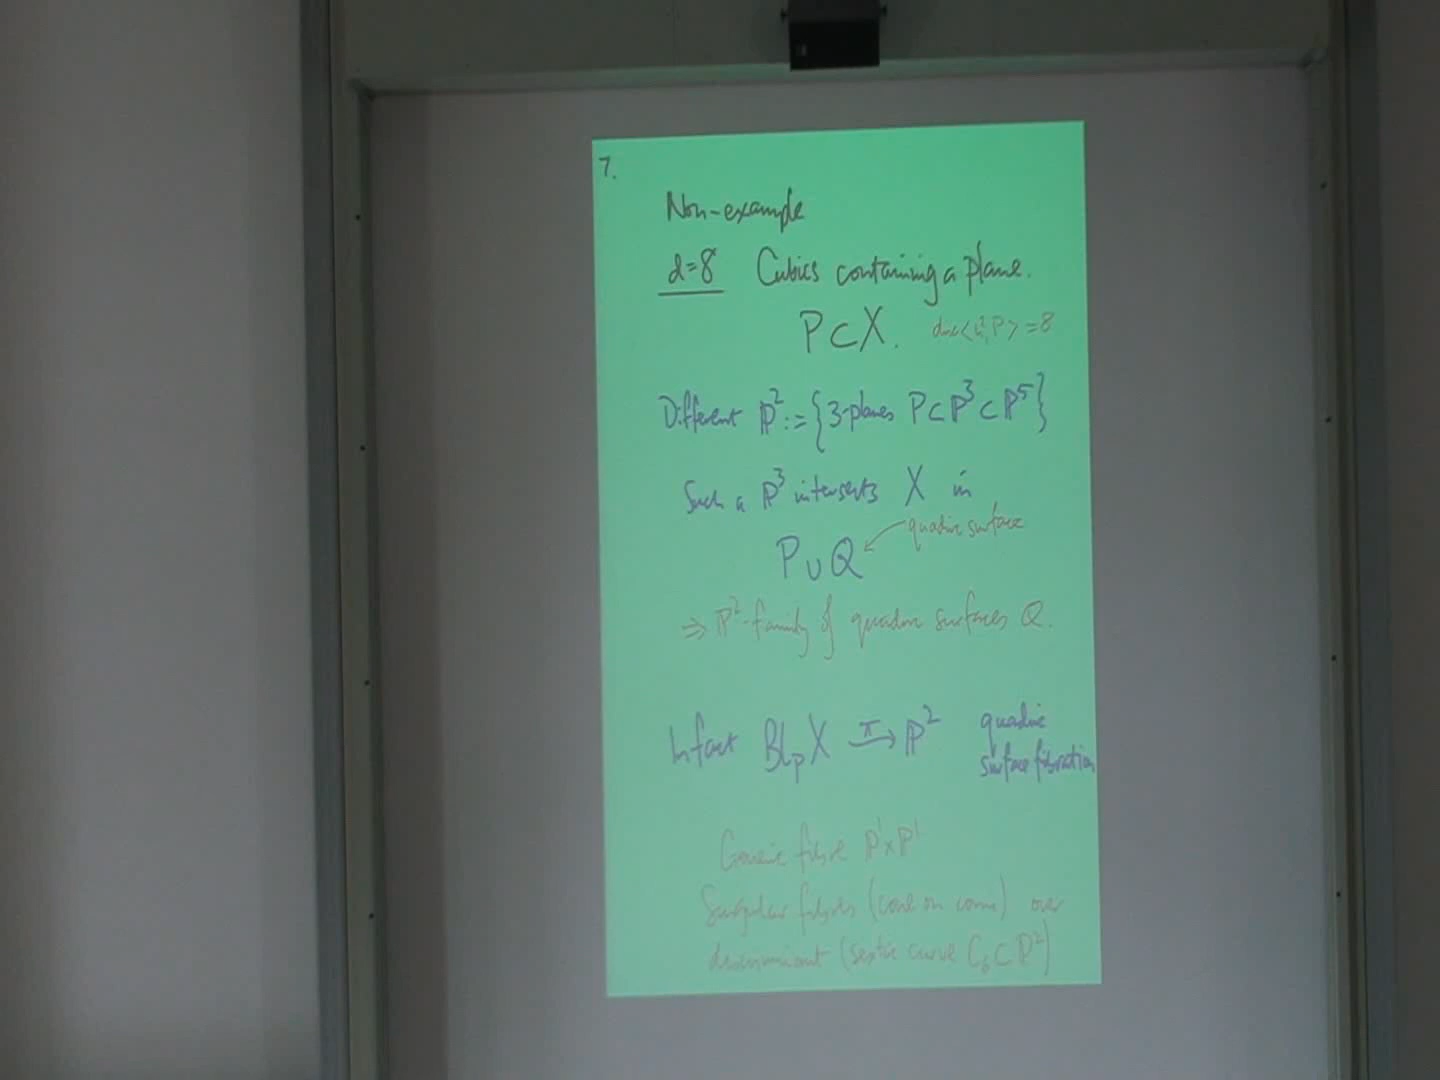 7.
Non-example
d=8 Cubics containing a plane.
P⊂X. disc⟨h²,P⟩=8
Different ℙ² := {3-planes P⊂ℙ³⊂ℙ⁵}
Such a ℙ³ intersects X in
P∪Q ← quadric surface
⇒ ℙ²-family of quadric surfaces Q.
In fact Bl_P X →^π ℙ² quadric
surface fibration
Generic fibre ℙ¹×ℙ¹
Singular fibres (cone on conic) over
discriminant (sextic curve C₆⊂ℙ²)